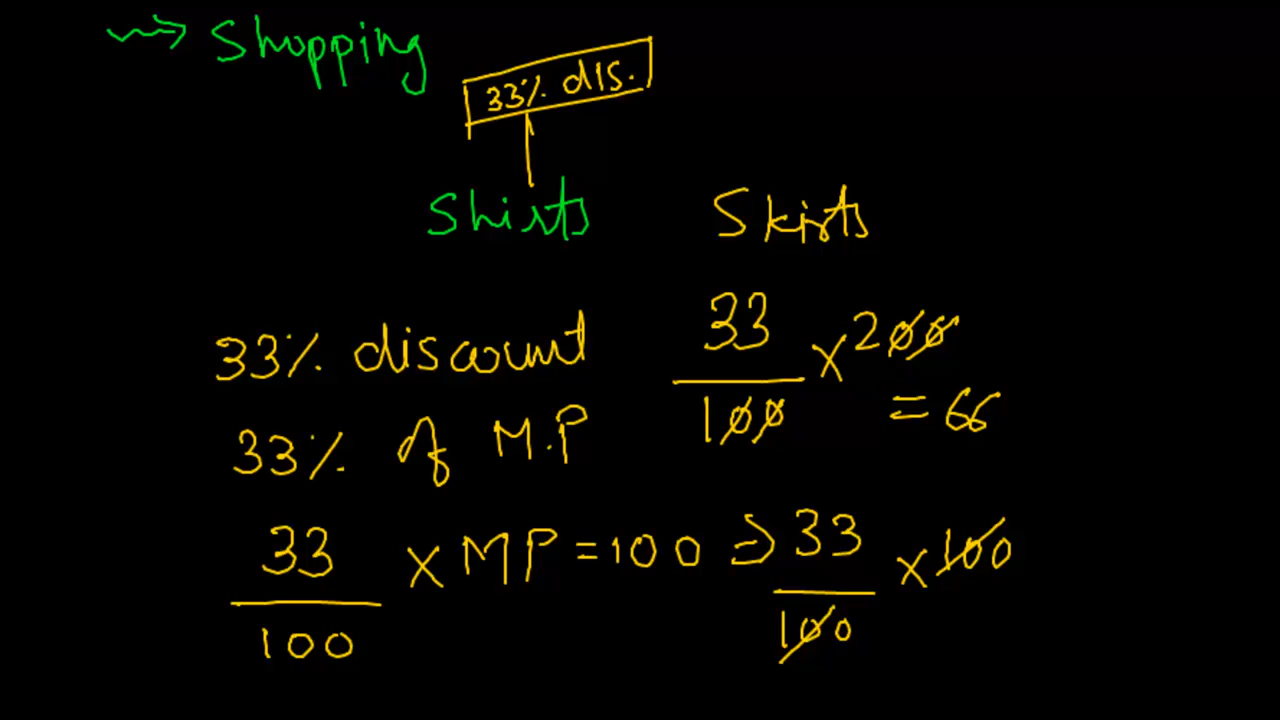 ⇝ Shopping
33% dis.
Shirts Skirts
33% discount
33/100 × 200 = 66
33% of M.P
33/100 × MP = 100 ⇒ 33/100 × 100